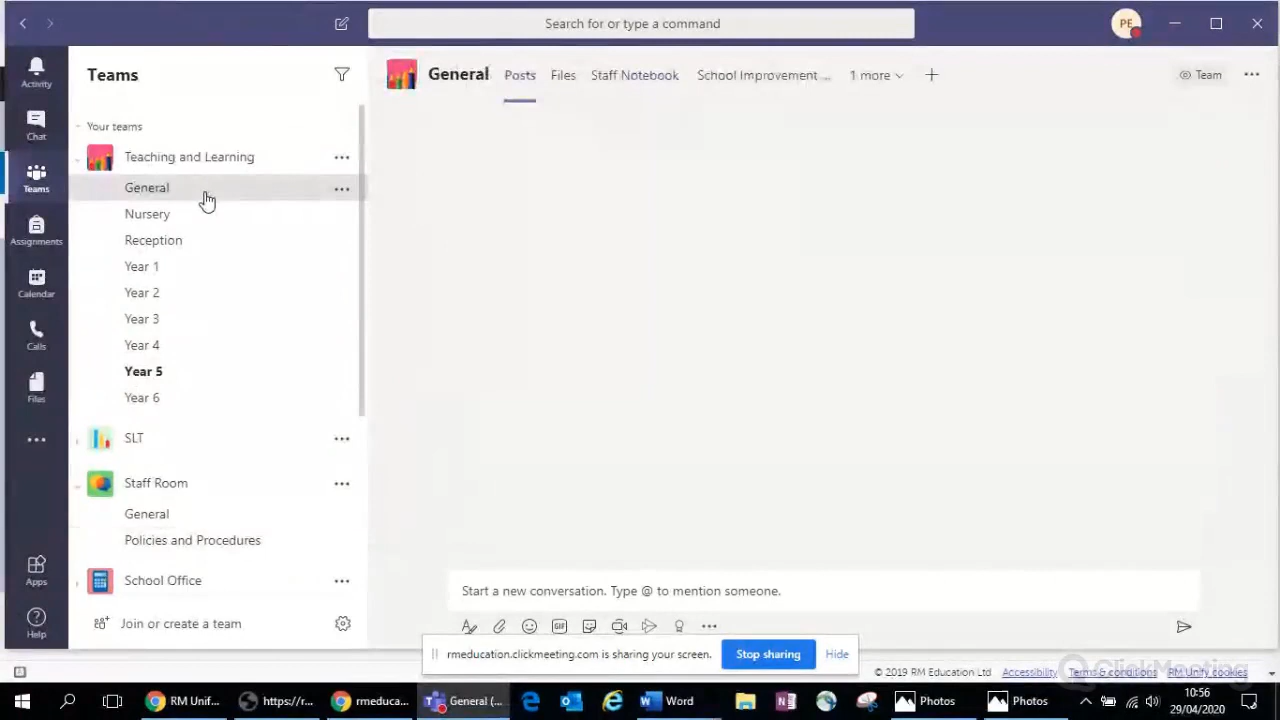 Search for or type a command
PE
Activity
Chat
Teams
Assignments
Calendar
Calls
Files
Apps
Help
Teams
Your teams
Teaching and Learning
General
Nursery
Reception
Year 1
Year 2
Year 3
Year 4
Year 5
Year 6
SLT
Staff Room
General
Policies and Procedures
School Office
Join or create a team
General Posts Files Staff Notebook School Improvement ... 1 more
Team
Start a new conversation. Type @ to mention someone.
GIF
rmeducation.clickmeeting.com is sharing your screen. Stop sharing Hide
© 2019 RM Education Ltd Accessibility Terms & conditions RM Unify cookies
ClickMeeting
RM Unif... https://r... rmeduca... General (... Word Photos Photos
10:56
29/04/2020